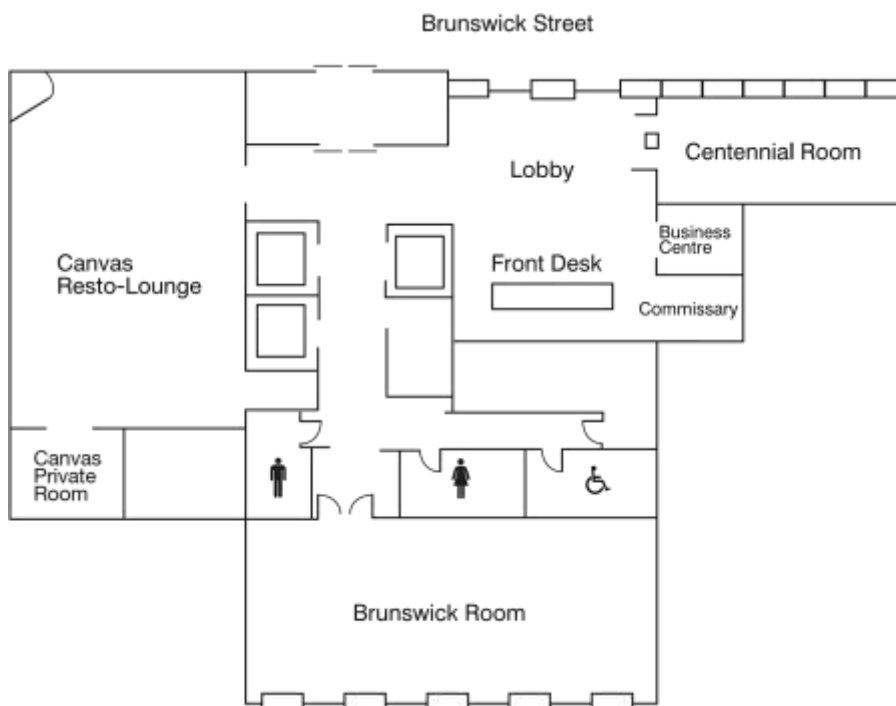 Brunswick Street
Lobby
Centennial Room
Business
Centre
Canvas
Resto-Lounge
Front Desk
Commissary
Canvas
Private
Room
Brunswick Room